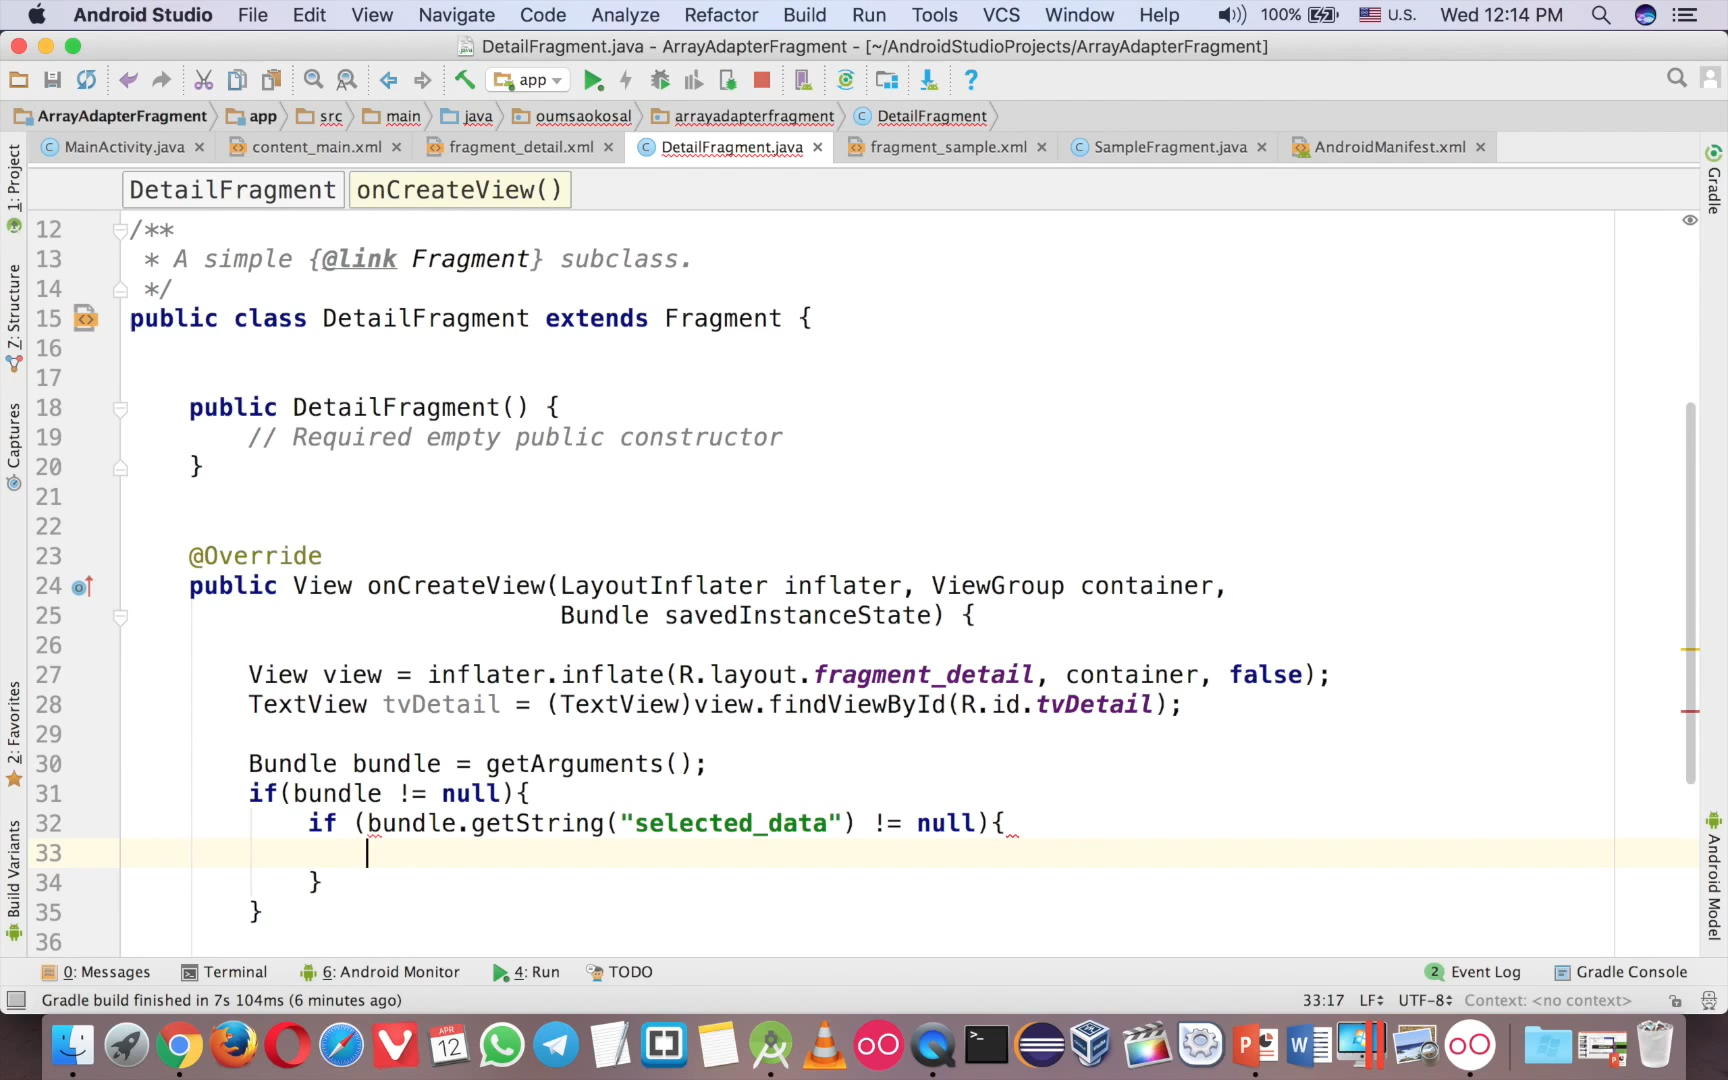 Android Studio File Edit View Navigate Code Analyze Refactor Build Run Tools VCS Window Help 100% U.S. Wed 12:14 PM
DetailFragment.java - ArrayAdapterFragment - [~/AndroidStudioProjects/ArrayAdapterFragment]
app
ArrayAdapterFragment app src main java oumsaokosal arrayadapterfragment DetailFragment
MainActivity.java content_main.xml fragment_detail.xml DetailFragment.java fragment_sample.xml SampleFragment.java AndroidManifest.xml
DetailFragment onCreateView()
1: Project
Z: Structure
Captures
2: Favorites
Build Variants
Gradle
Android Model
12 /**
13 * A simple {@link Fragment} subclass.
14 */
15 public class DetailFragment extends Fragment {
16
17
18 public DetailFragment() {
19 // Required empty public constructor
20 }
21
22
23 @Override
24 public View onCreateView(LayoutInflater inflater, ViewGroup container,
25 Bundle savedInstanceState) {
26
27 View view = inflater.inflate(R.layout.fragment_detail, container, false);
28 TextView tvDetail = (TextView)view.findViewById(R.id.tvDetail);
29
30 Bundle bundle = getArguments();
31 if(bundle != null){
32 if (bundle.getString("selected_data") != null){
33
34 }
35 }
36
0: Messages Terminal 6: Android Monitor 4: Run TODO 2 Event Log Gradle Console
Gradle build finished in 7s 104ms (6 minutes ago) 33:17 LF UTF-8 Context: <no context>
APR
12